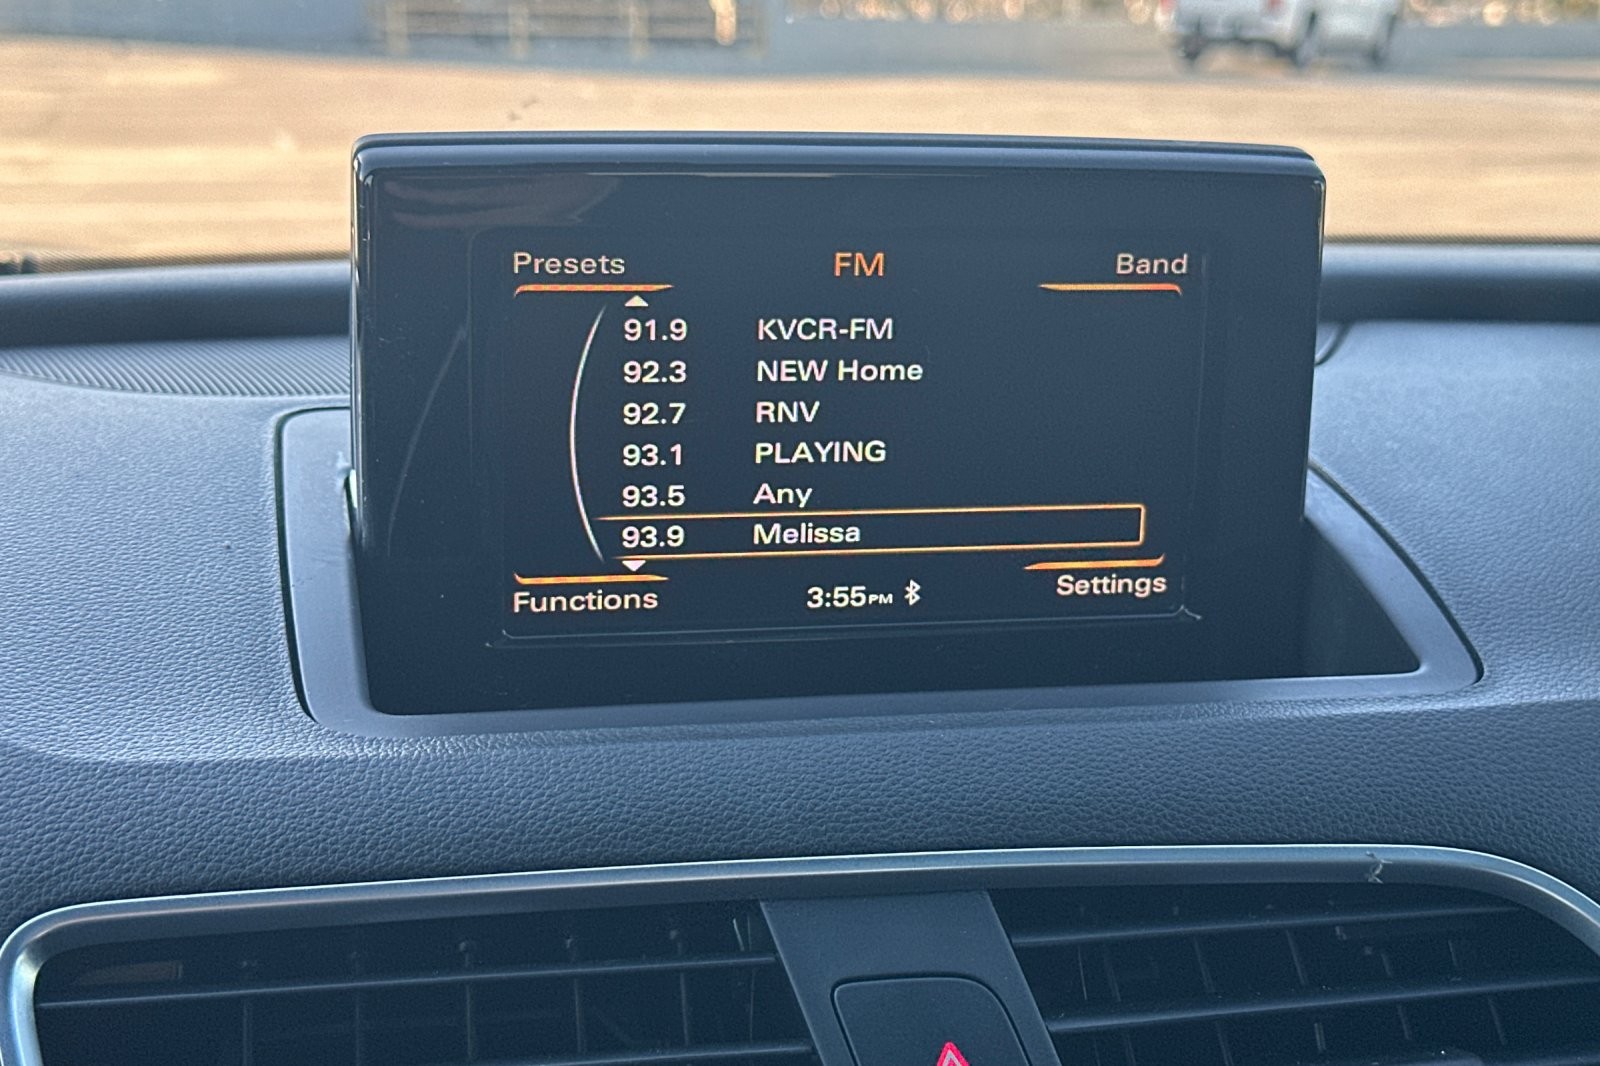 Presets FM Band
91.9 KVCR-FM
92.3 NEW Home
92.7 RNV
93.1 PLAYING
93.5 Any
93.9 Melissa
Functions 3:55PM Settings